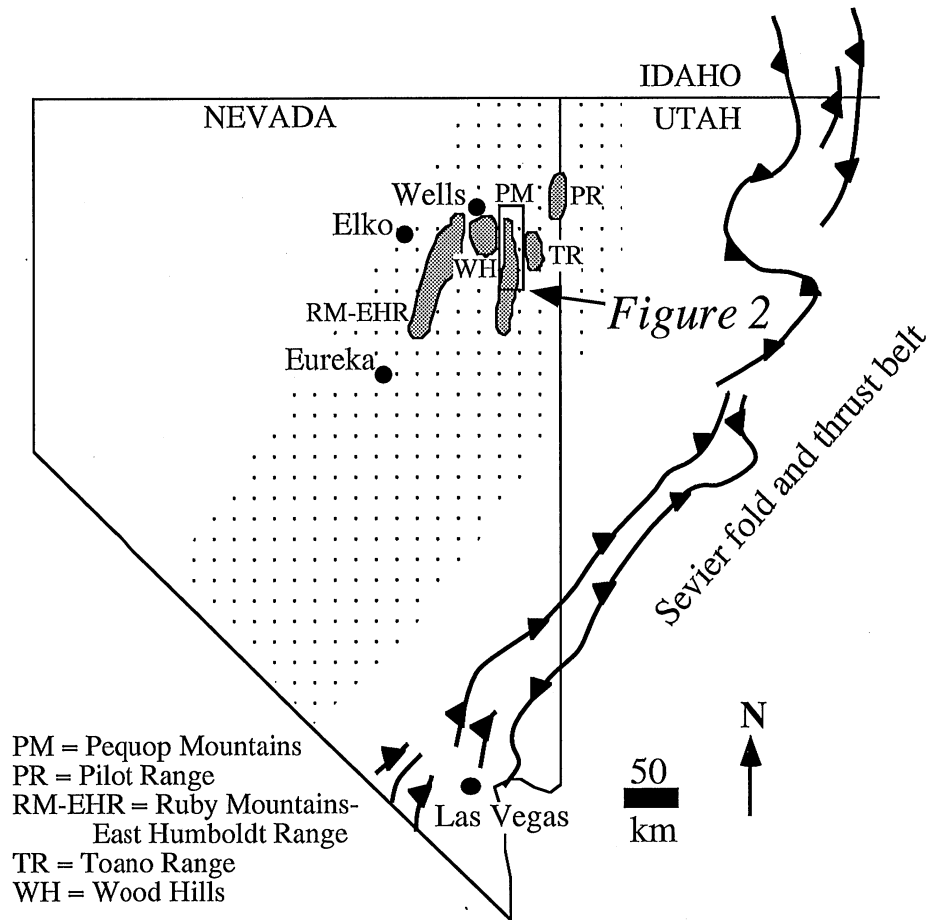 IDAHO
NEVADA
UTAH
Wells
PM
PR
Elko
WH
TR
RM-EHR
Figure 2
Eureka
Sevier fold and thrust belt
N
PM = Pequop Mountains
PR = Pilot Range
RM-EHR = Ruby Mountains-
East Humboldt Range
TR = Toano Range
WH = Wood Hills
50
km
Las Vegas